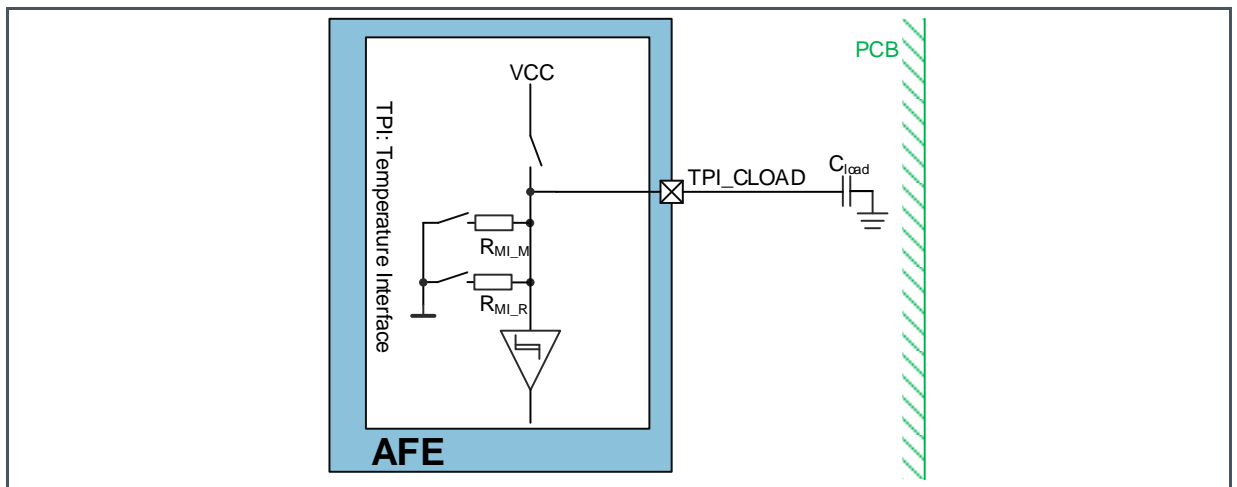 PCB
VCC
TPI: Temperature Interface
TPI_CLOAD
Cload
RMI_M
RMI_R
AFE